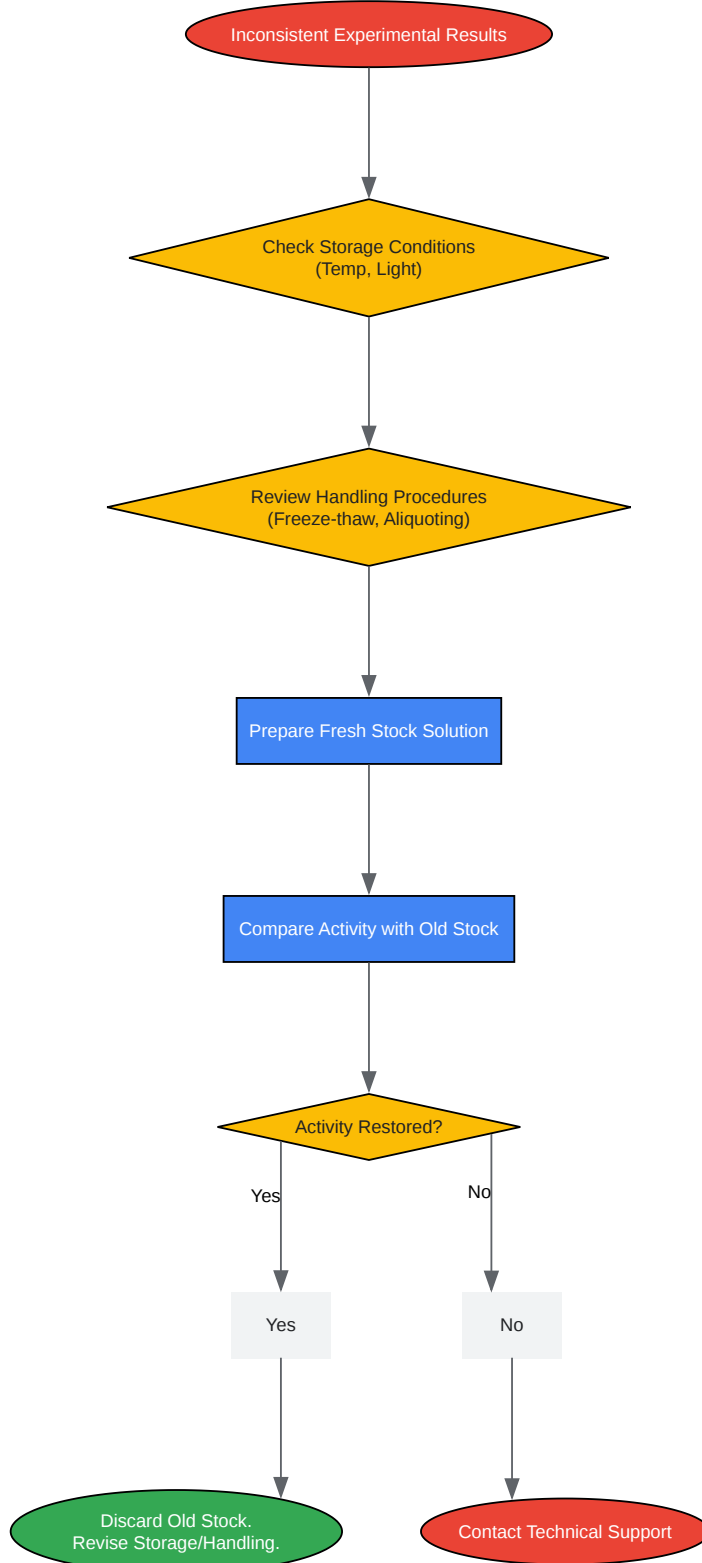 Inconsistent Experimental Results
Check Storage Conditions
(Temp, Light)
Review Handling Procedures
(Freeze-thaw, Aliquoting)
Prepare Fresh Stock Solution
Compare Activity with Old Stock
Activity Restored?
Yes
No
Yes
No
Discard Old Stock.
Revise Storage/Handling.
Contact Technical Support